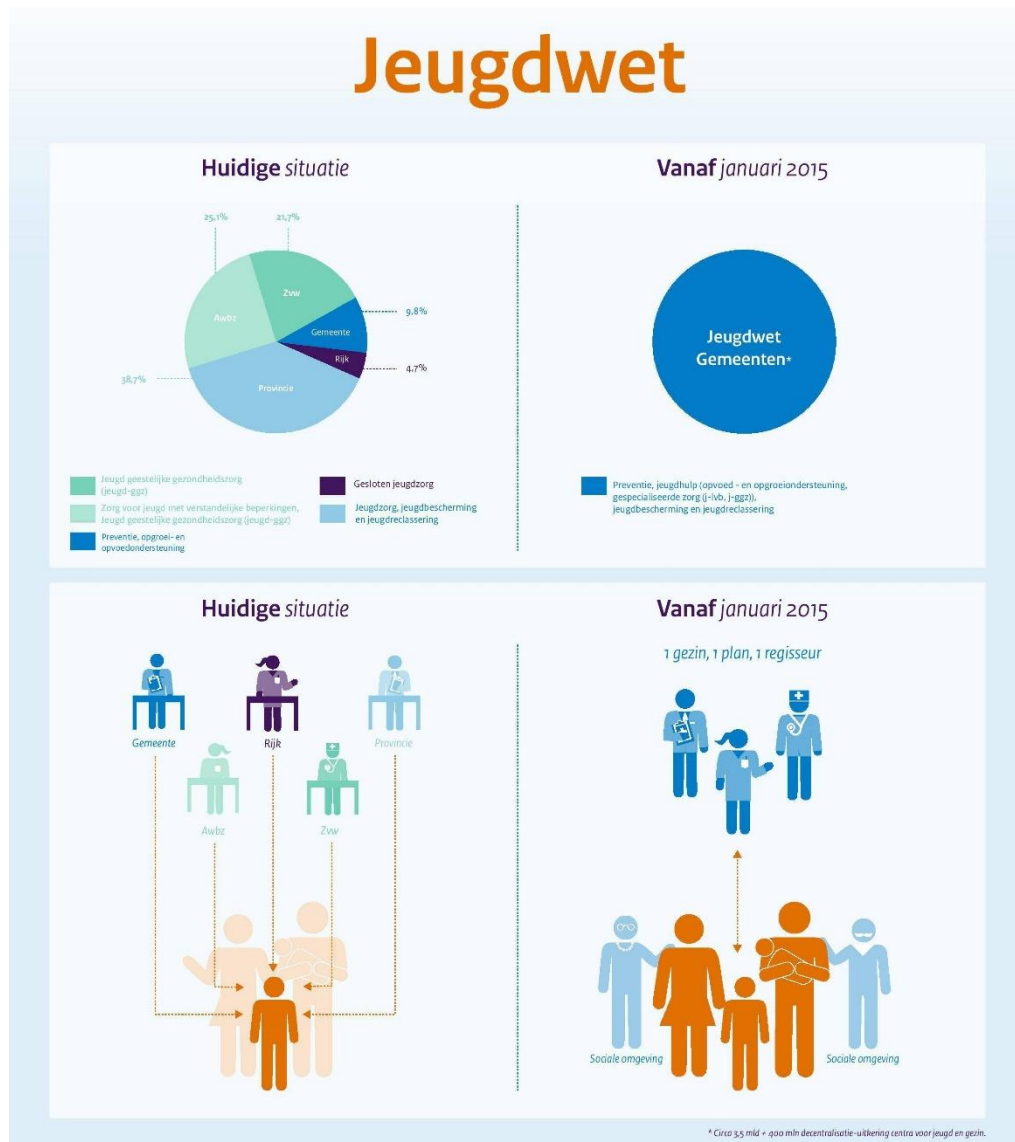 Jeugdwet
Huidige situatie
25,1%
21,7%
Zvw
Awbz
Gemeente
9,8%
Rijk
4,7%
38,7%
Provincie
Jeugd geestelijke gezondheidszorg
(jeugd-ggz)
Zorg voor jeugd met verstandelijke beperkingen,
Jeugd geestelijke gezondheidszorg (jeugd-ggz)
Preventie, opgroei- en
opvoedondersteuning
Gesloten jeugdzorg
Jeugdzorg, jeugdbescherming
en jeugdreclassering
Vanaf januari 2015
Jeugdwet
Gemeenten*
Preventie, jeugdhulp (opvoed - en opgroeiondersteuning,
gespecialiseerde zorg (j-lvb, j-ggz)),
jeugdbescherming en jeugdreclassering
Huidige situatie
Gemeente
Rijk
Provincie
Awbz
Zvw
Vanaf januari 2015
1 gezin, 1 plan, 1 regisseur
Sociale omgeving
Sociale omgeving
* Circa 3,5 mld + 400 mln decentralisatie-uitkering centra voor jeugd en gezin.